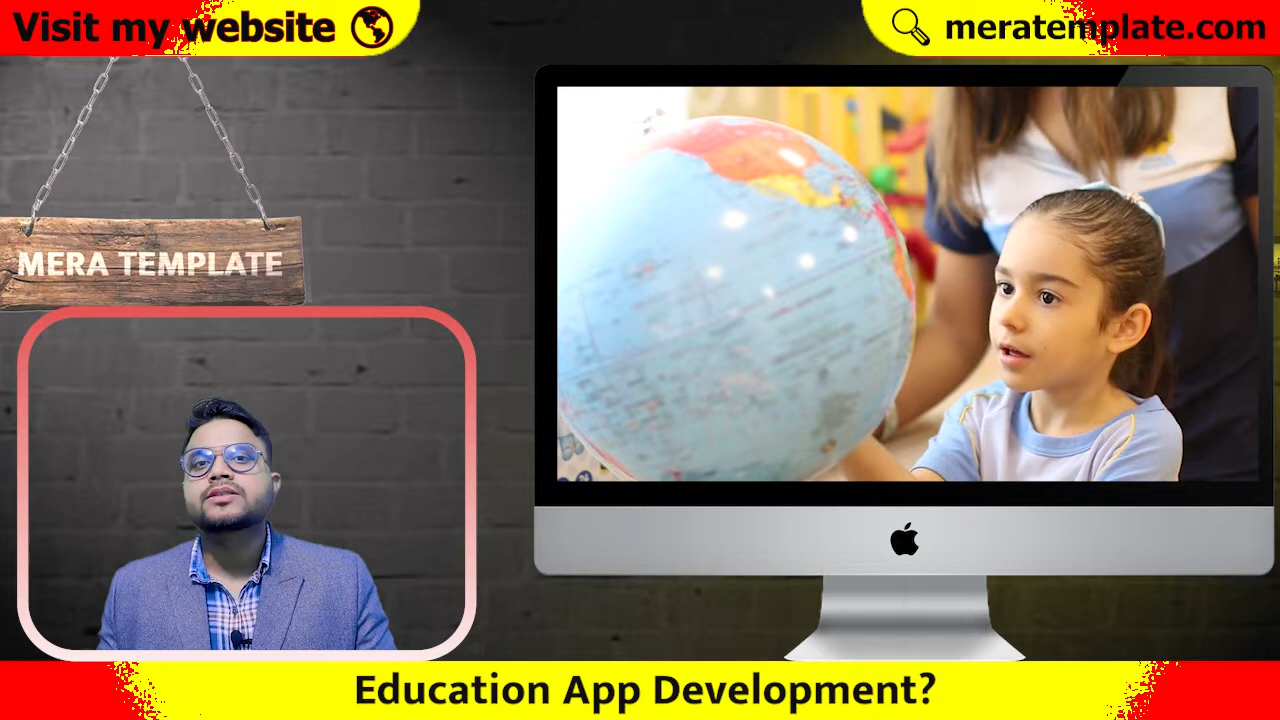 Visit my website
meratemplate.com
MERA TEMPLATE
Education App Development?